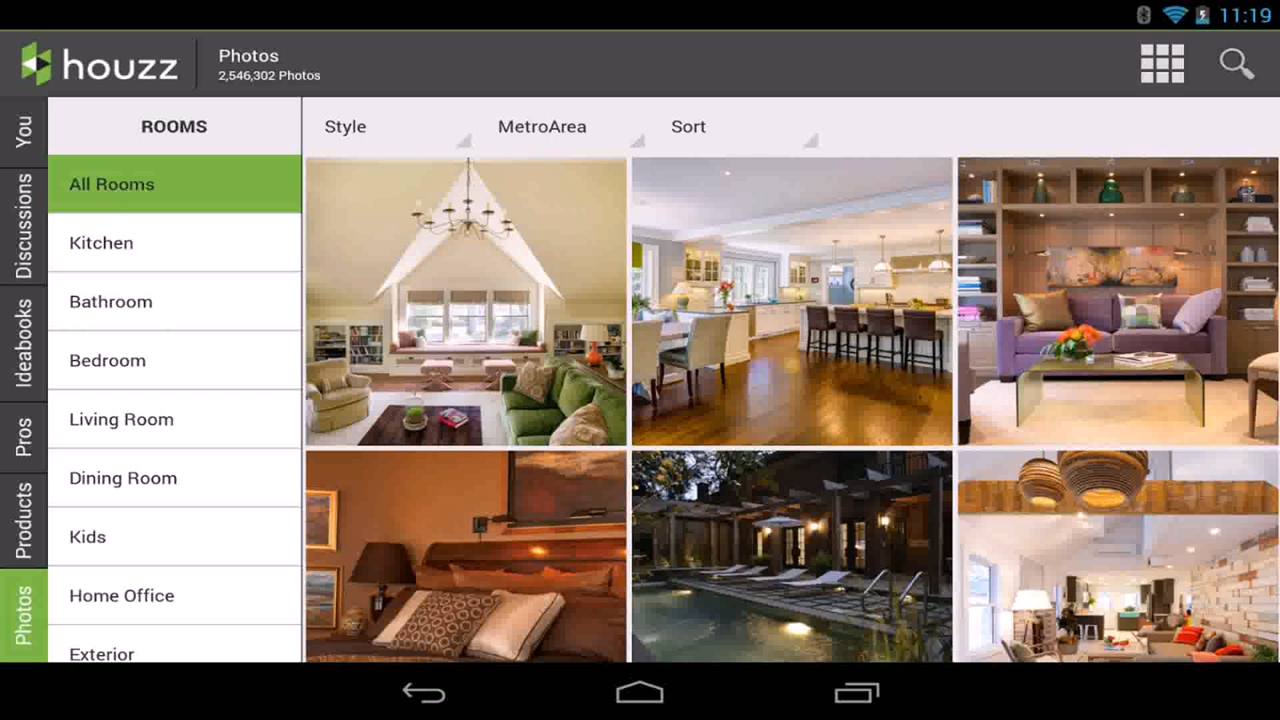 11:19
houzz
Photos
2,546,302 Photos
You
Discussions
Ideabooks
Pros
Products
Photos
ROOMS
All Rooms
Kitchen
Bathroom
Bedroom
Living Room
Dining Room
Kids
Home Office
Exterior
Style
MetroArea
Sort